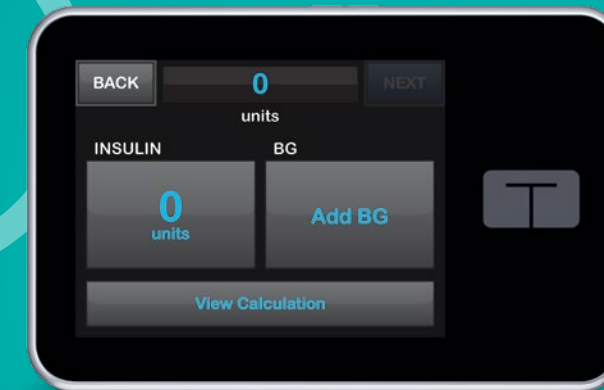 BACK 0 NEXT
units
INSULIN BG
0 Add BG
units
View Calculation